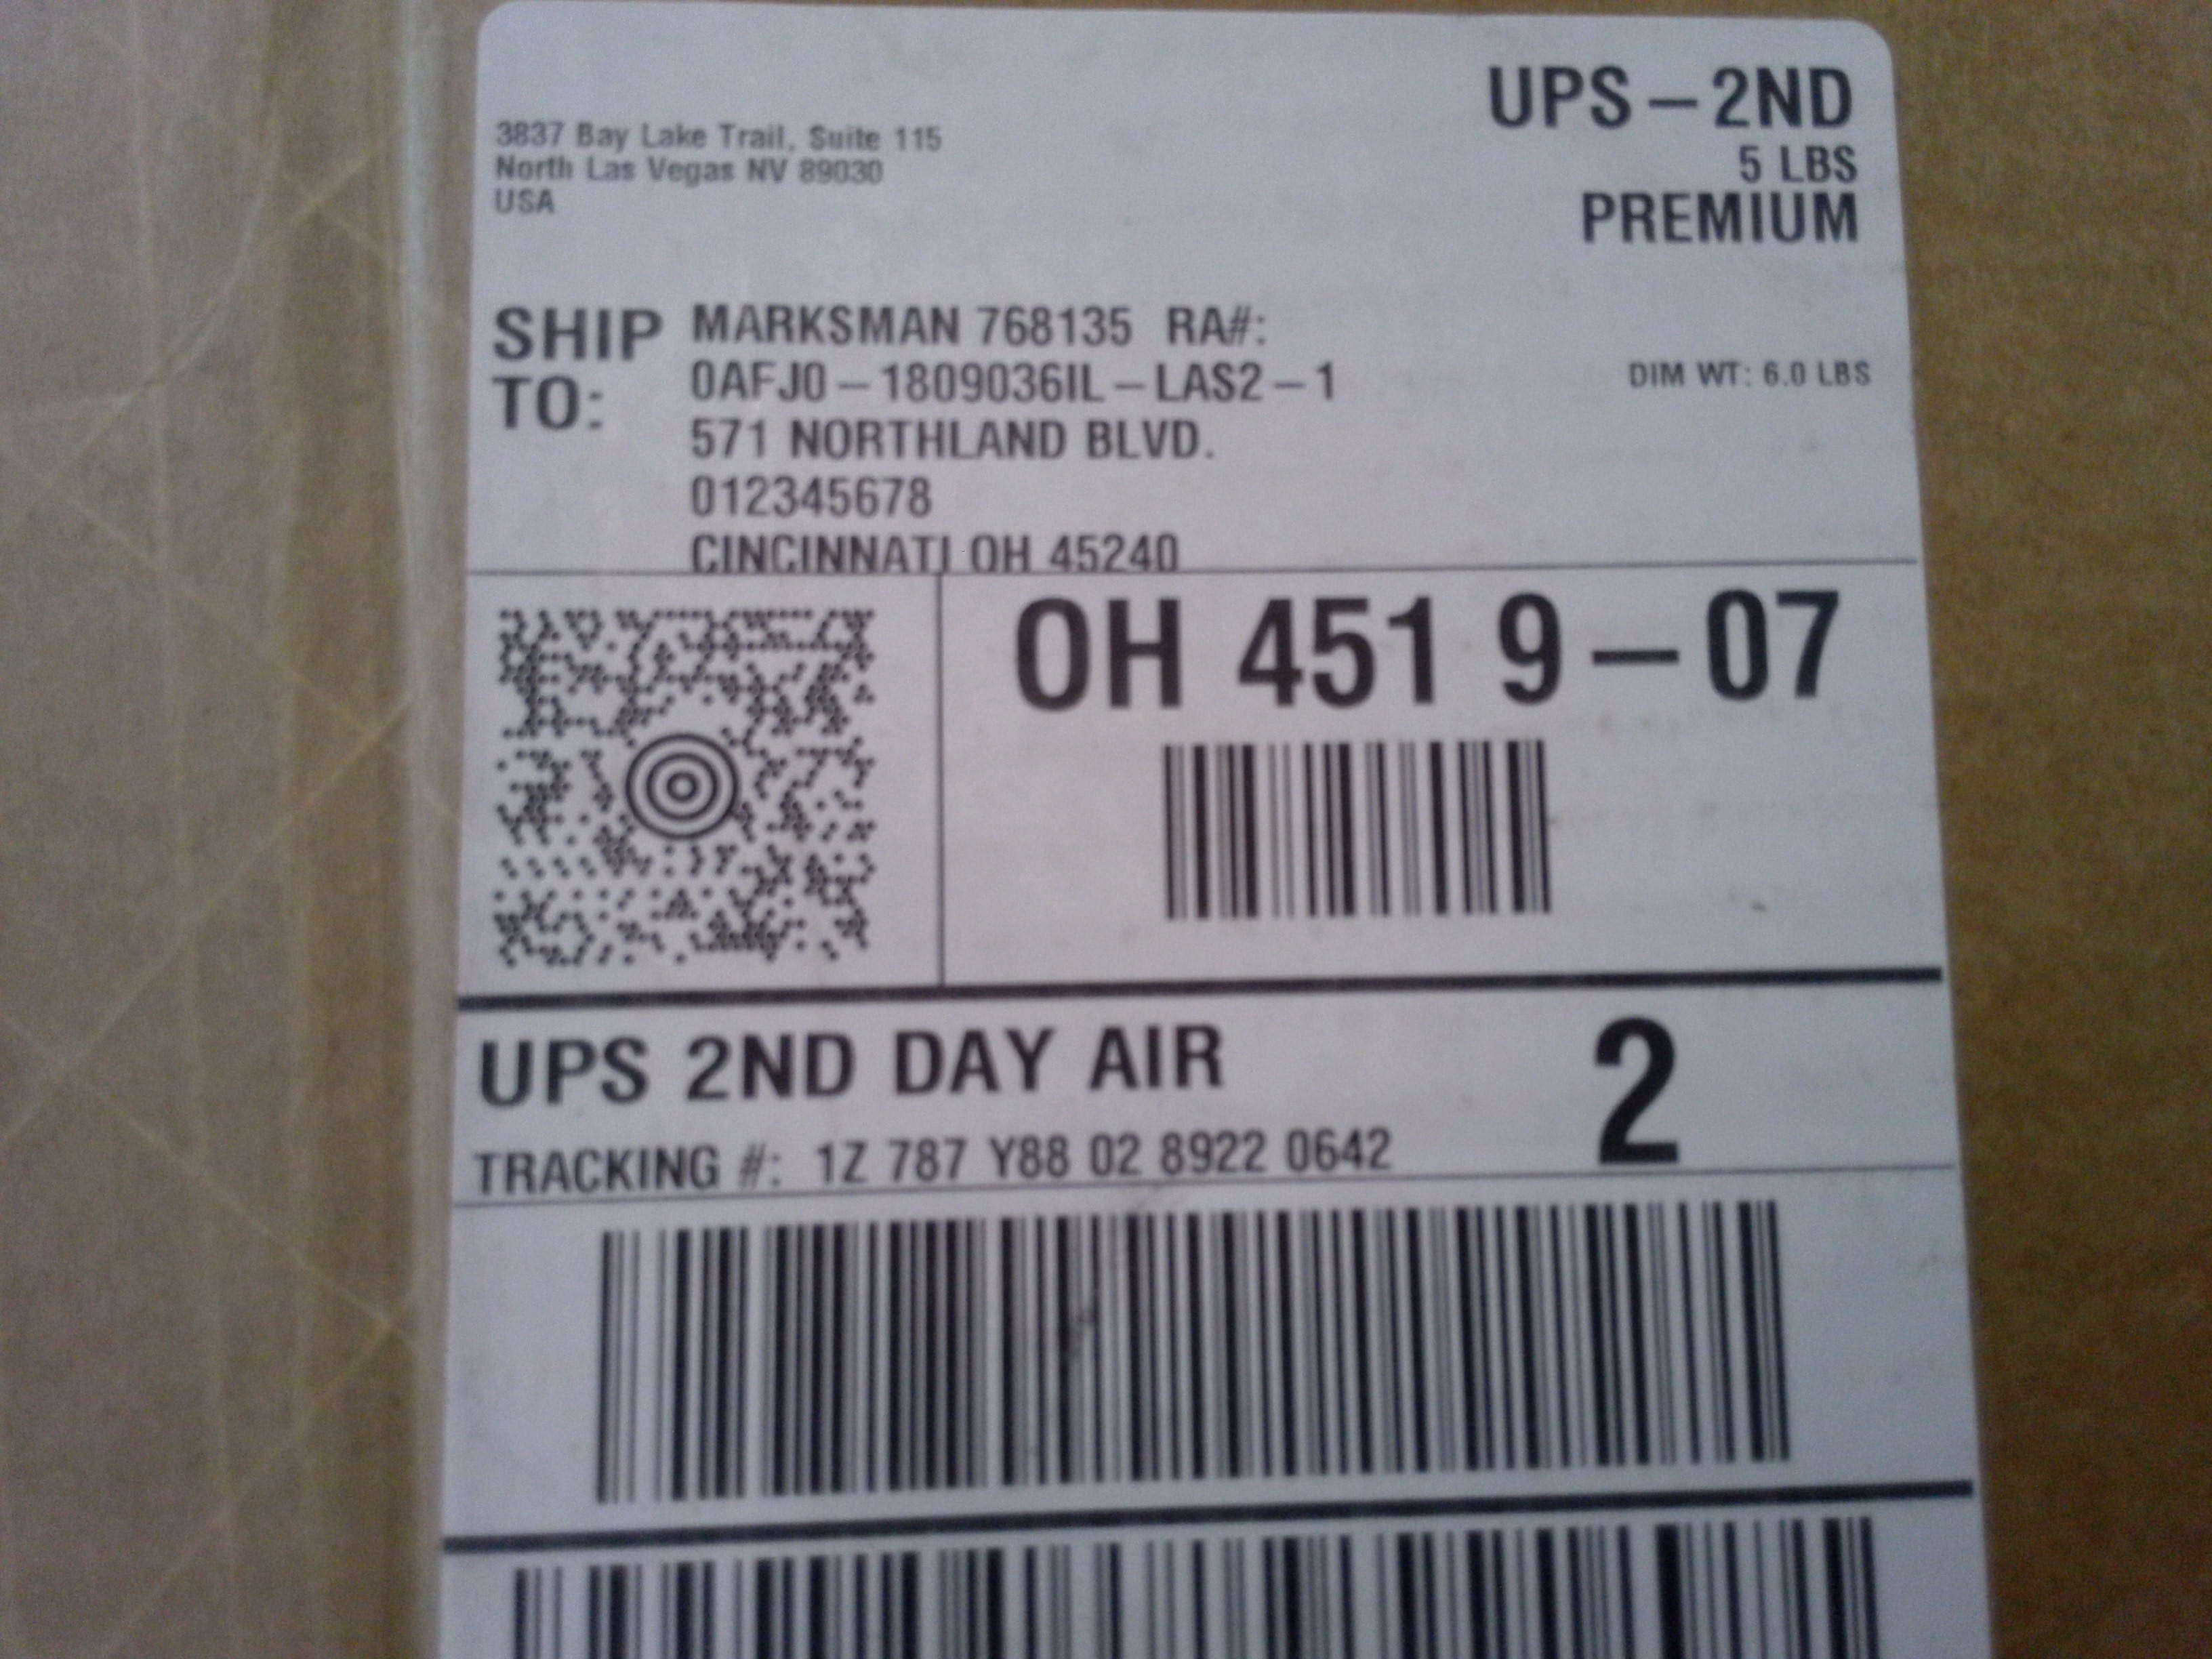 3837 Bay Lake Trail, Suite 115
North Las Vegas NV 89030
USA
UPS-2ND
5 LBS
PREMIUM
SHIP TO:
MARKSMAN 768135 RA#:
0AFJ0-1809036IL-LAS2-1
571 NORTHLAND BLVD.
012345678
CINCINNATI OH 45240
DIM WT: 6.0 LBS
OH 451 9-07
UPS 2ND DAY AIR
2
TRACKING #: 1Z 787 Y88 02 8922 0642